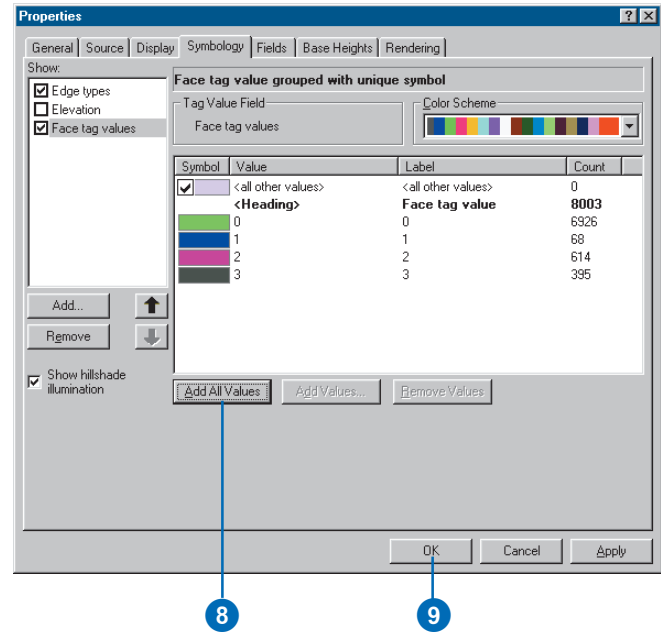 Properties
General Source Display Symbology Fields Base Heights Rendering
Show:
Edge types
Elevation
Face tag values
Face tag value grouped with unique symbol
Tag Value Field
Face tag values
Color Scheme
Symbol Value Label Count
<all other values> <all other values> 0
<Heading> Face tag value 8003
0 0 6926
1 1 68
2 2 614
3 3 395
Add...
Remove
Show hillshade
illumination
Add All Values Add Values... Remove Values
OK Cancel Apply
8 9